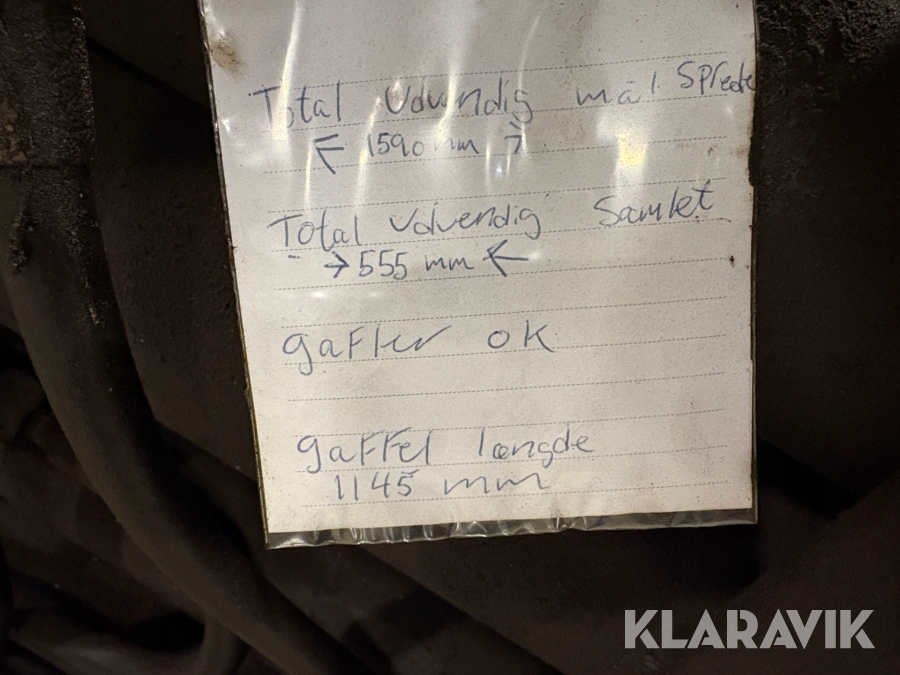 Total Udvendig mål Sprede
← 1590 mm →
Total udvendig Samlet
→ 555 mm ←
gafler OK
gaffel længde
1145 mm
KLARAVIK